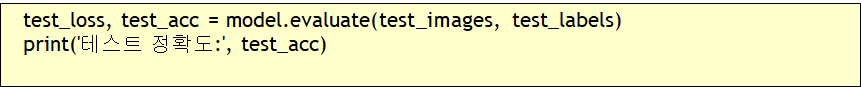 test_loss, test_acc = model.evaluate(test_images, test_labels)
print('테스트 정확도:', test_acc)